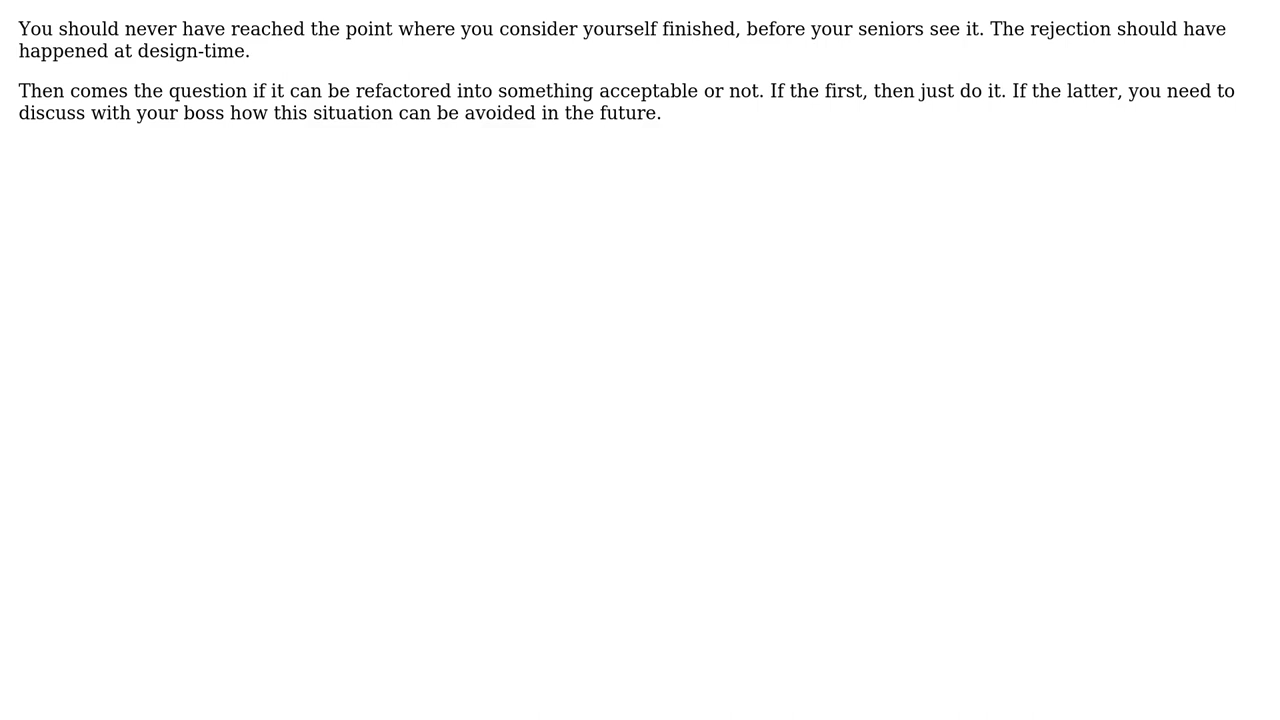 You should never have reached the point where you consider yourself finished, before your seniors see it. The rejection should have
happened at design-time.
Then comes the question if it can be refactored into something acceptable or not. If the first, then just do it. If the latter, you need to
discuss with your boss how this situation can be avoided in the future.